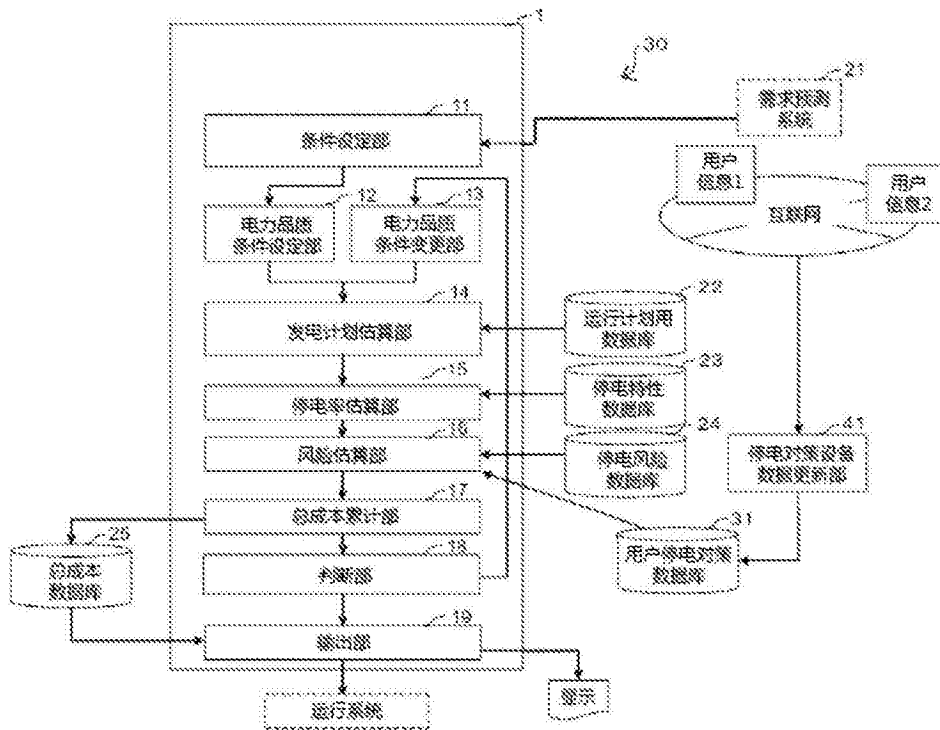 1
30
21
需求预测
系统
11
条件设定部
用户
信息1
用户
信息2
互联网
12
电力品质
条件设定部
13
电力品质
条件变更部
14
发电计划估算部
22
运行计划用
数据库
15
停电率估算部
23
停电特性
数据库
16
风险估算部
24
停电风险
数据库
41
停电对策设备
数据更新部
17
总成本累计部
31
用户停电对策
数据库
25
总成本
数据库
18
判断部
19
输出部
运行系统
显示